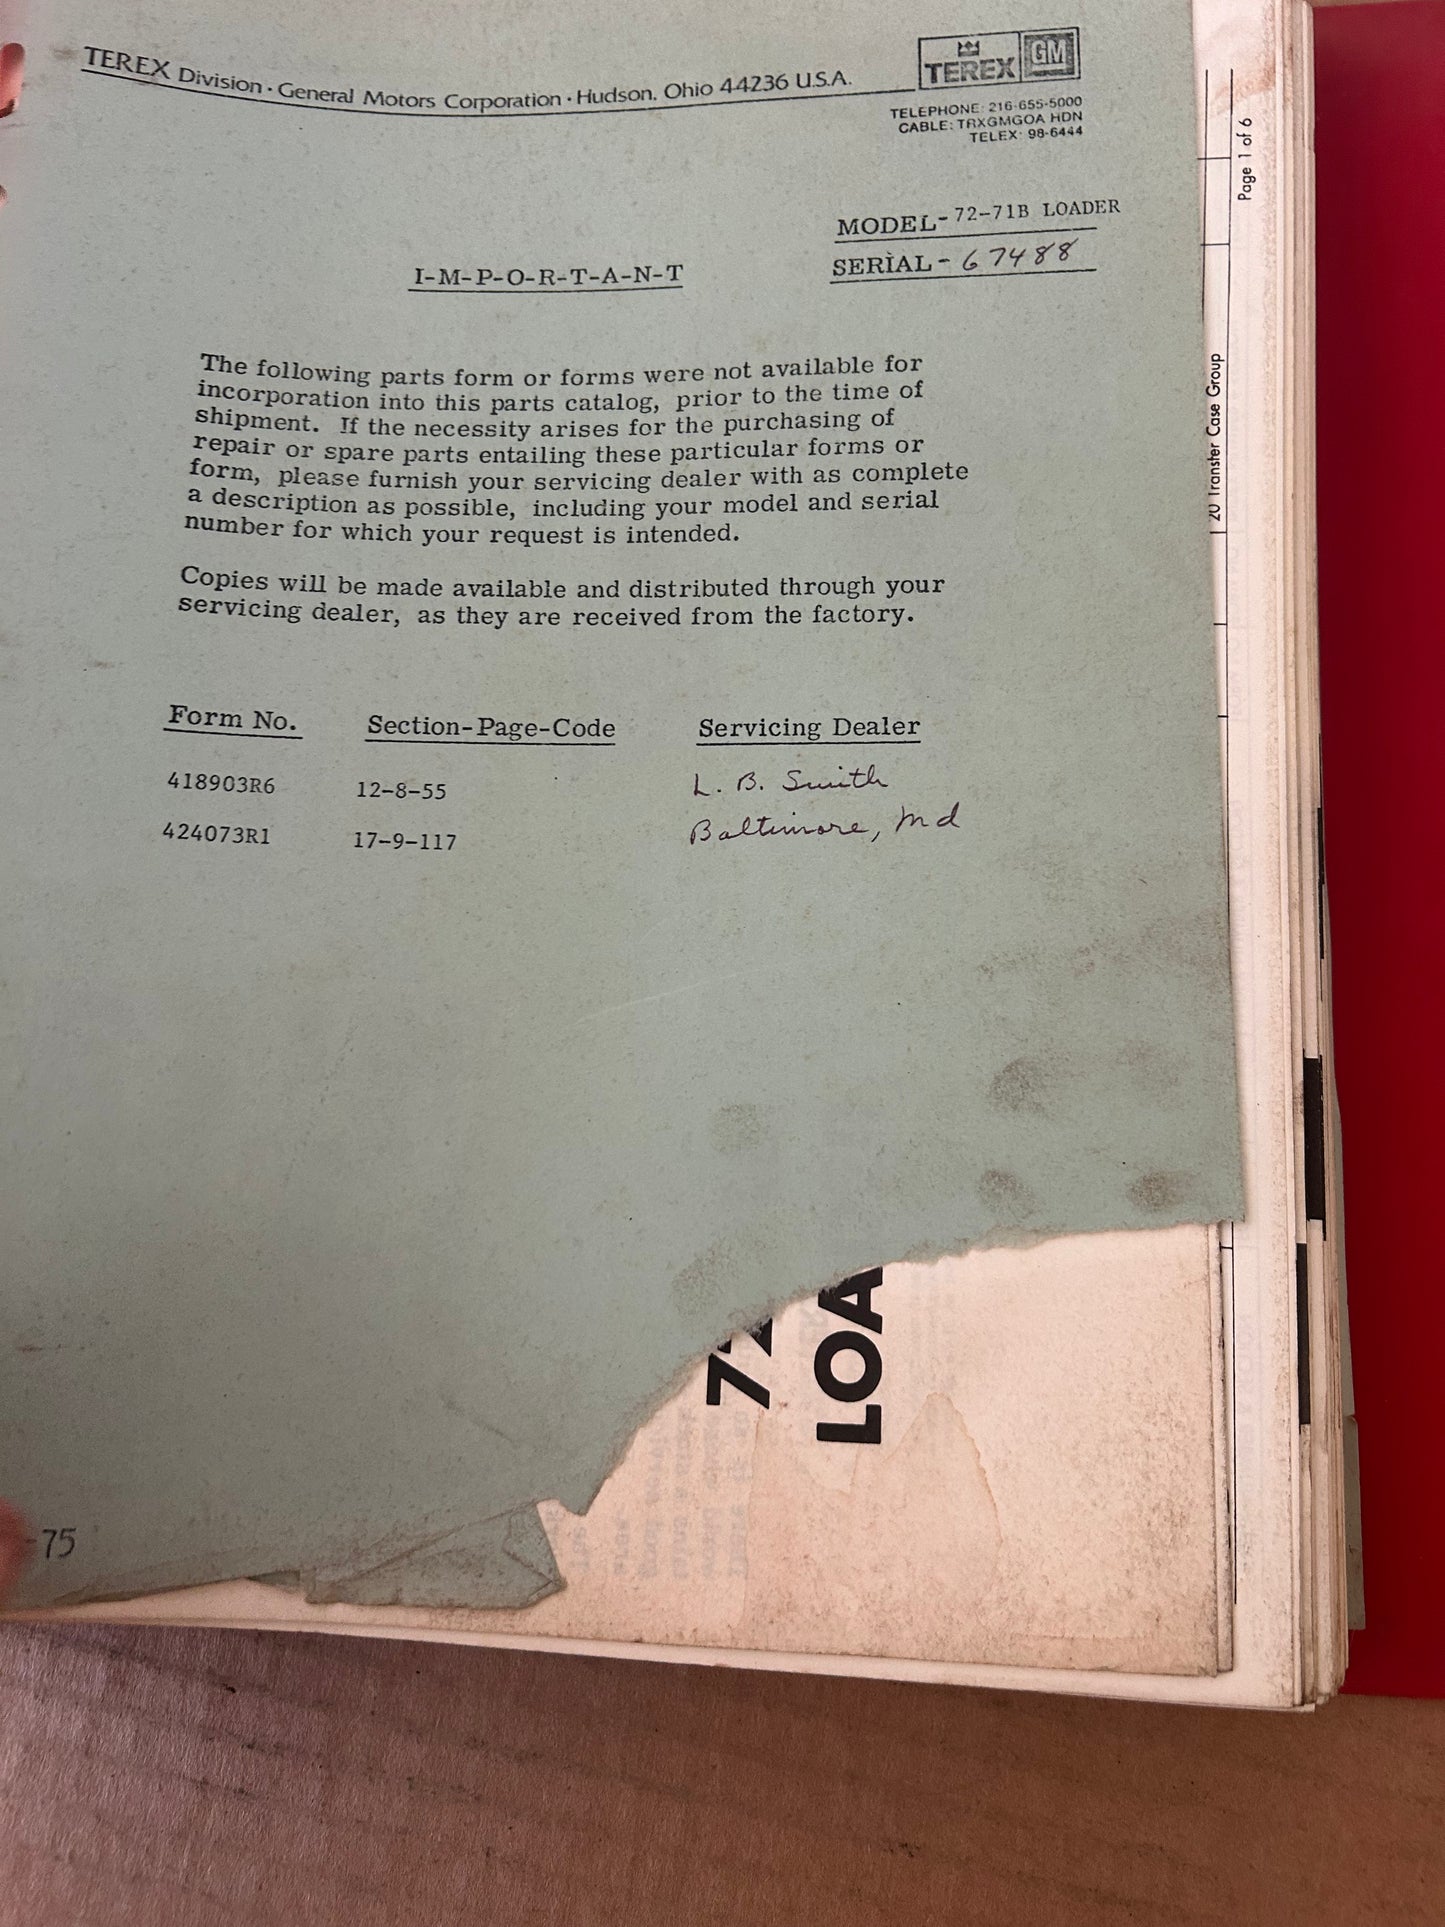 TEREX Division · General Motors Corporation · Hudson, Ohio 44236 U.S.A.
TEREX GM
TELEPHONE: 216-655-5000
CABLE: TRXGMGOA HDN
TELEX: 98-6444
MODEL- 72-71B LOADER
SERIAL- 67488
I-M-P-O-R-T-A-N-T
The following parts form or forms were not available for
incorporation into this parts catalog, prior to the time of
shipment. If the necessity arises for the purchasing of
repair or spare parts entailing these particular forms or
form, please furnish your servicing dealer with as complete
a description as possible, including your model and serial
number for which your request is intended.
Copies will be made available and distributed through your
servicing dealer, as they are received from the factory.
Form No. Section-Page-Code Servicing Dealer
418903R6 12-8-55 L. B. Smith
424073R1 17-9-117 Baltimore, Md
-75
72
LOA
Page 1 of 6
20 Transfer Case Group